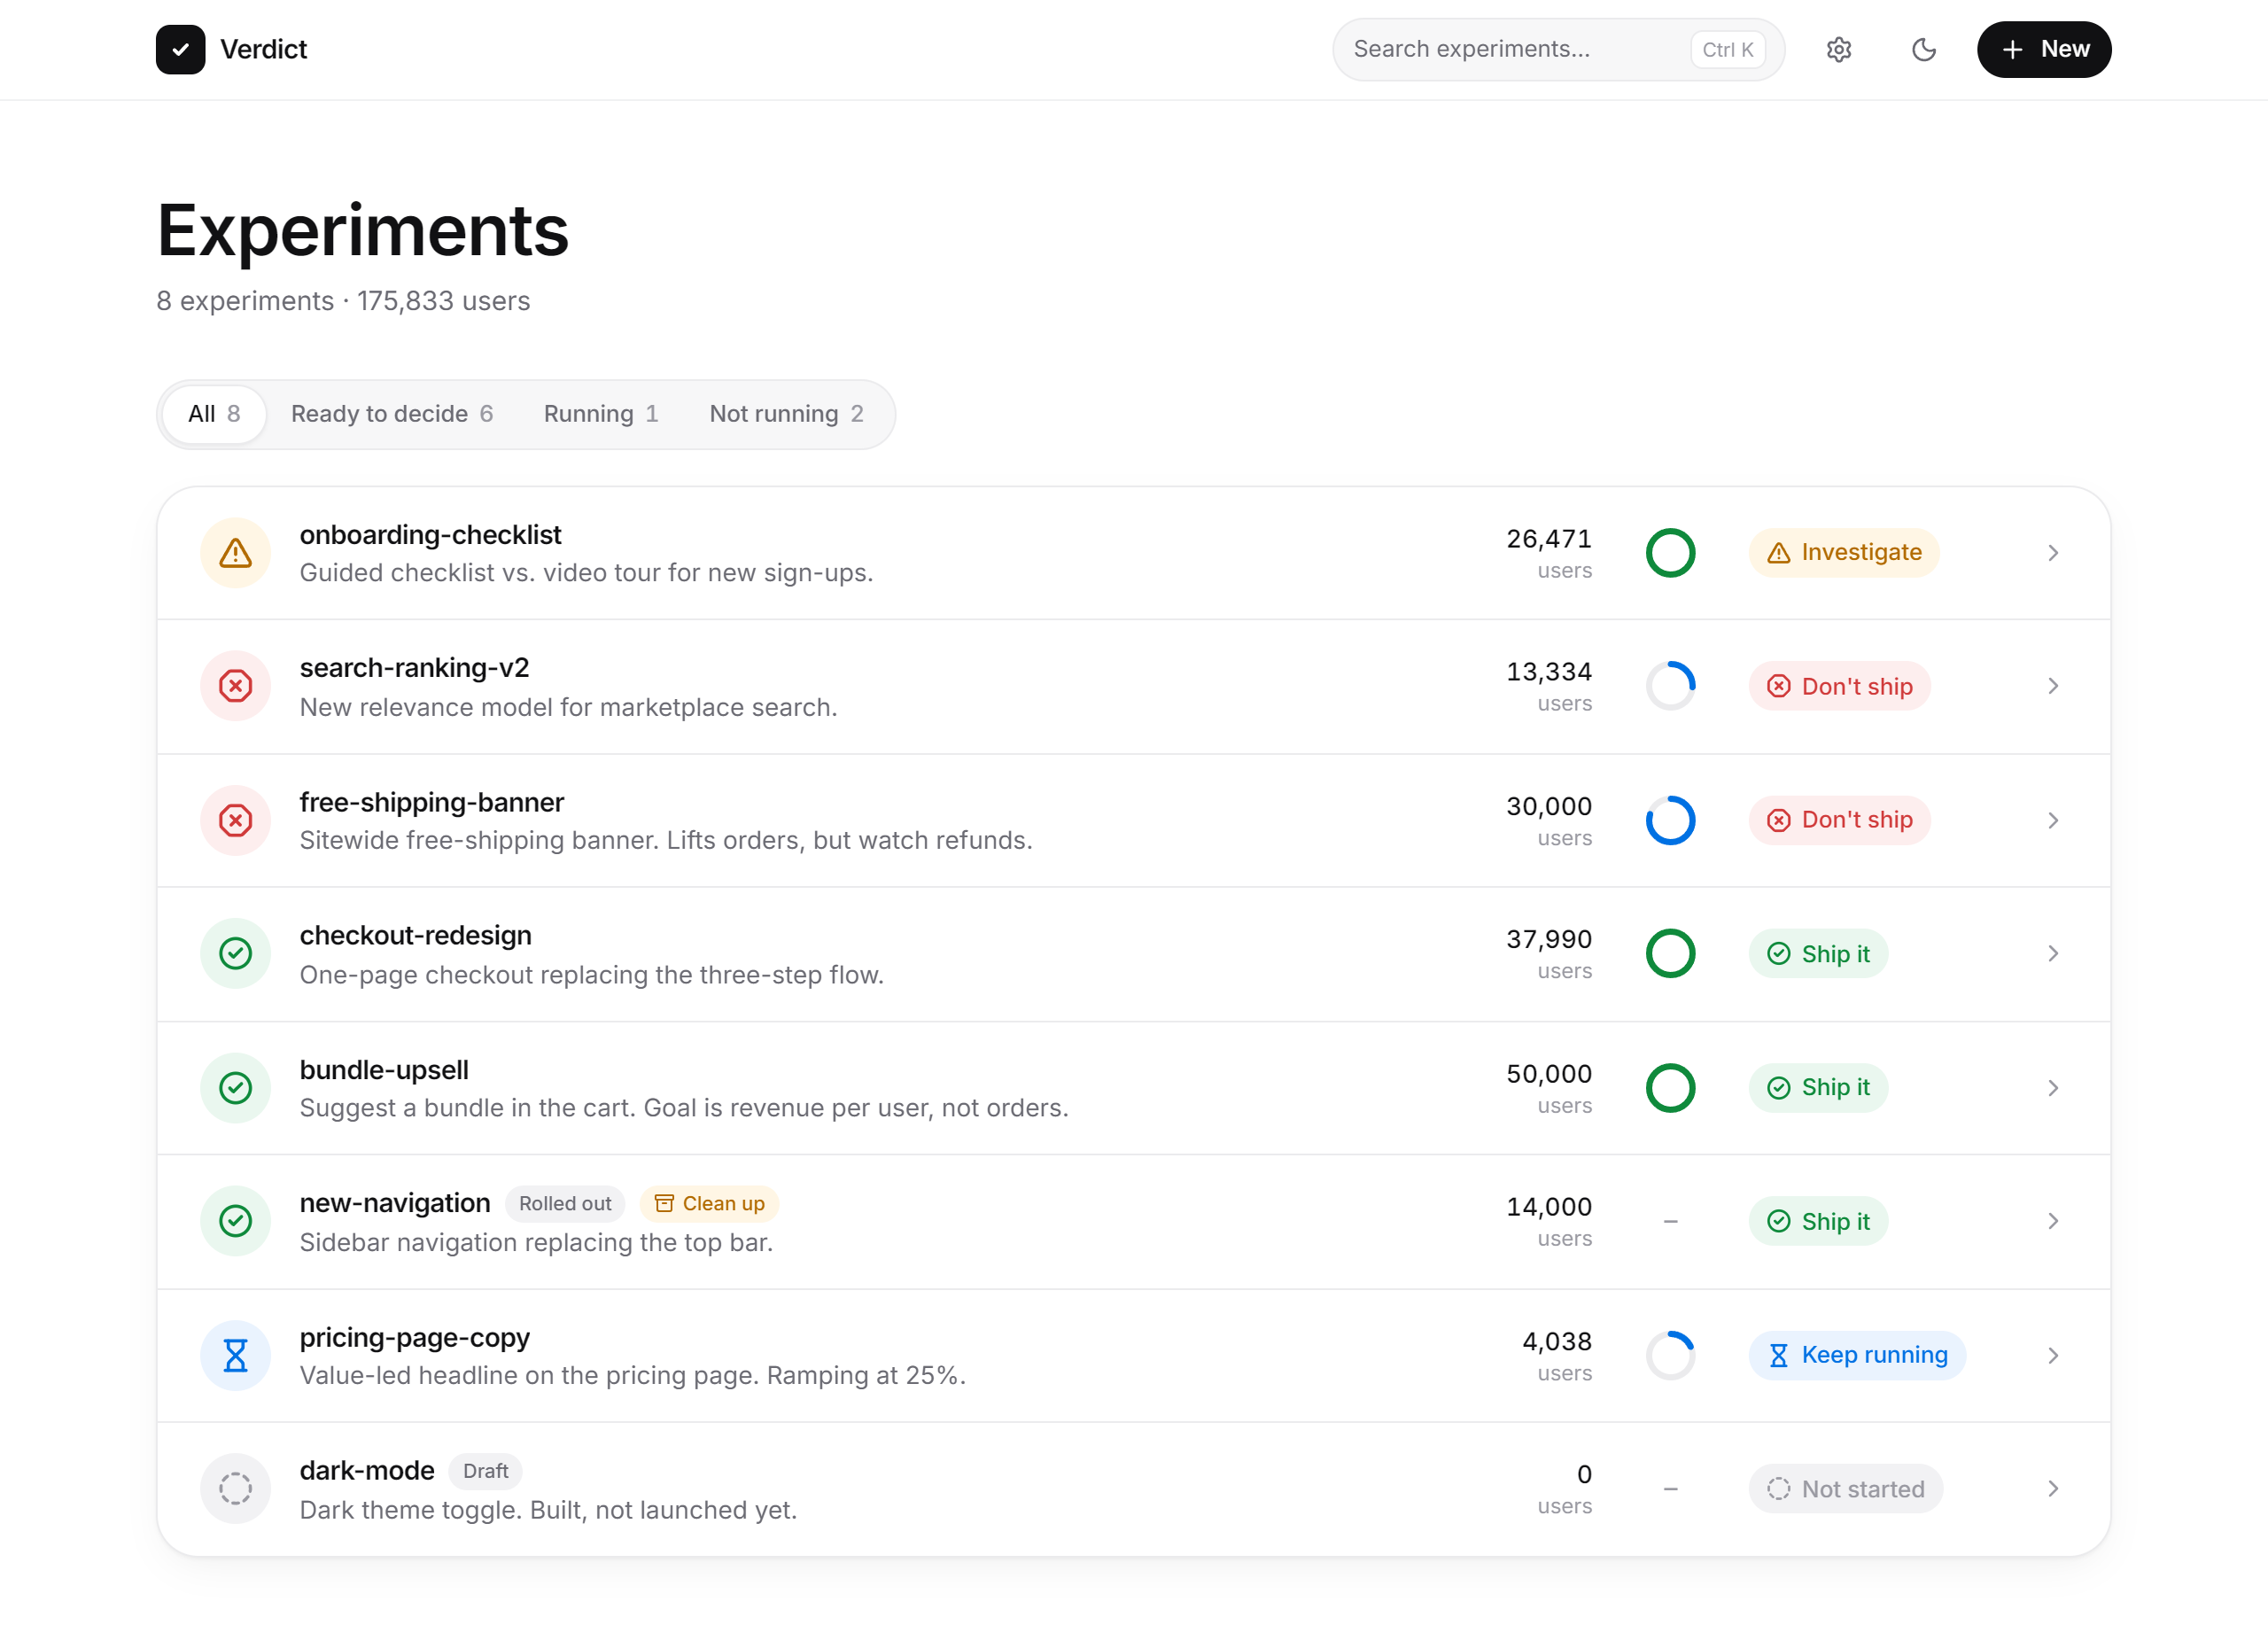 Verdict
Search experiments...
Ctrl K
New
Experiments
8 experiments · 175,833 users
All 8
Ready to decide 6
Running 1
Not running 2
onboarding-checklist
Guided checklist vs. video tour for new sign-ups.
26,471
users
Investigate
search-ranking-v2
New relevance model for marketplace search.
13,334
users
Don't ship
free-shipping-banner
Sitewide free-shipping banner. Lifts orders, but watch refunds.
30,000
users
Don't ship
checkout-redesign
One-page checkout replacing the three-step flow.
37,990
users
Ship it
bundle-upsell
Suggest a bundle in the cart. Goal is revenue per user, not orders.
50,000
users
Ship it
new-navigation Rolled out Clean up
Sidebar navigation replacing the top bar.
14,000
users
–
Ship it
pricing-page-copy
Value-led headline on the pricing page. Ramping at 25%.
4,038
users
Keep running
dark-mode Draft
Dark theme toggle. Built, not launched yet.
0
users
–
Not started